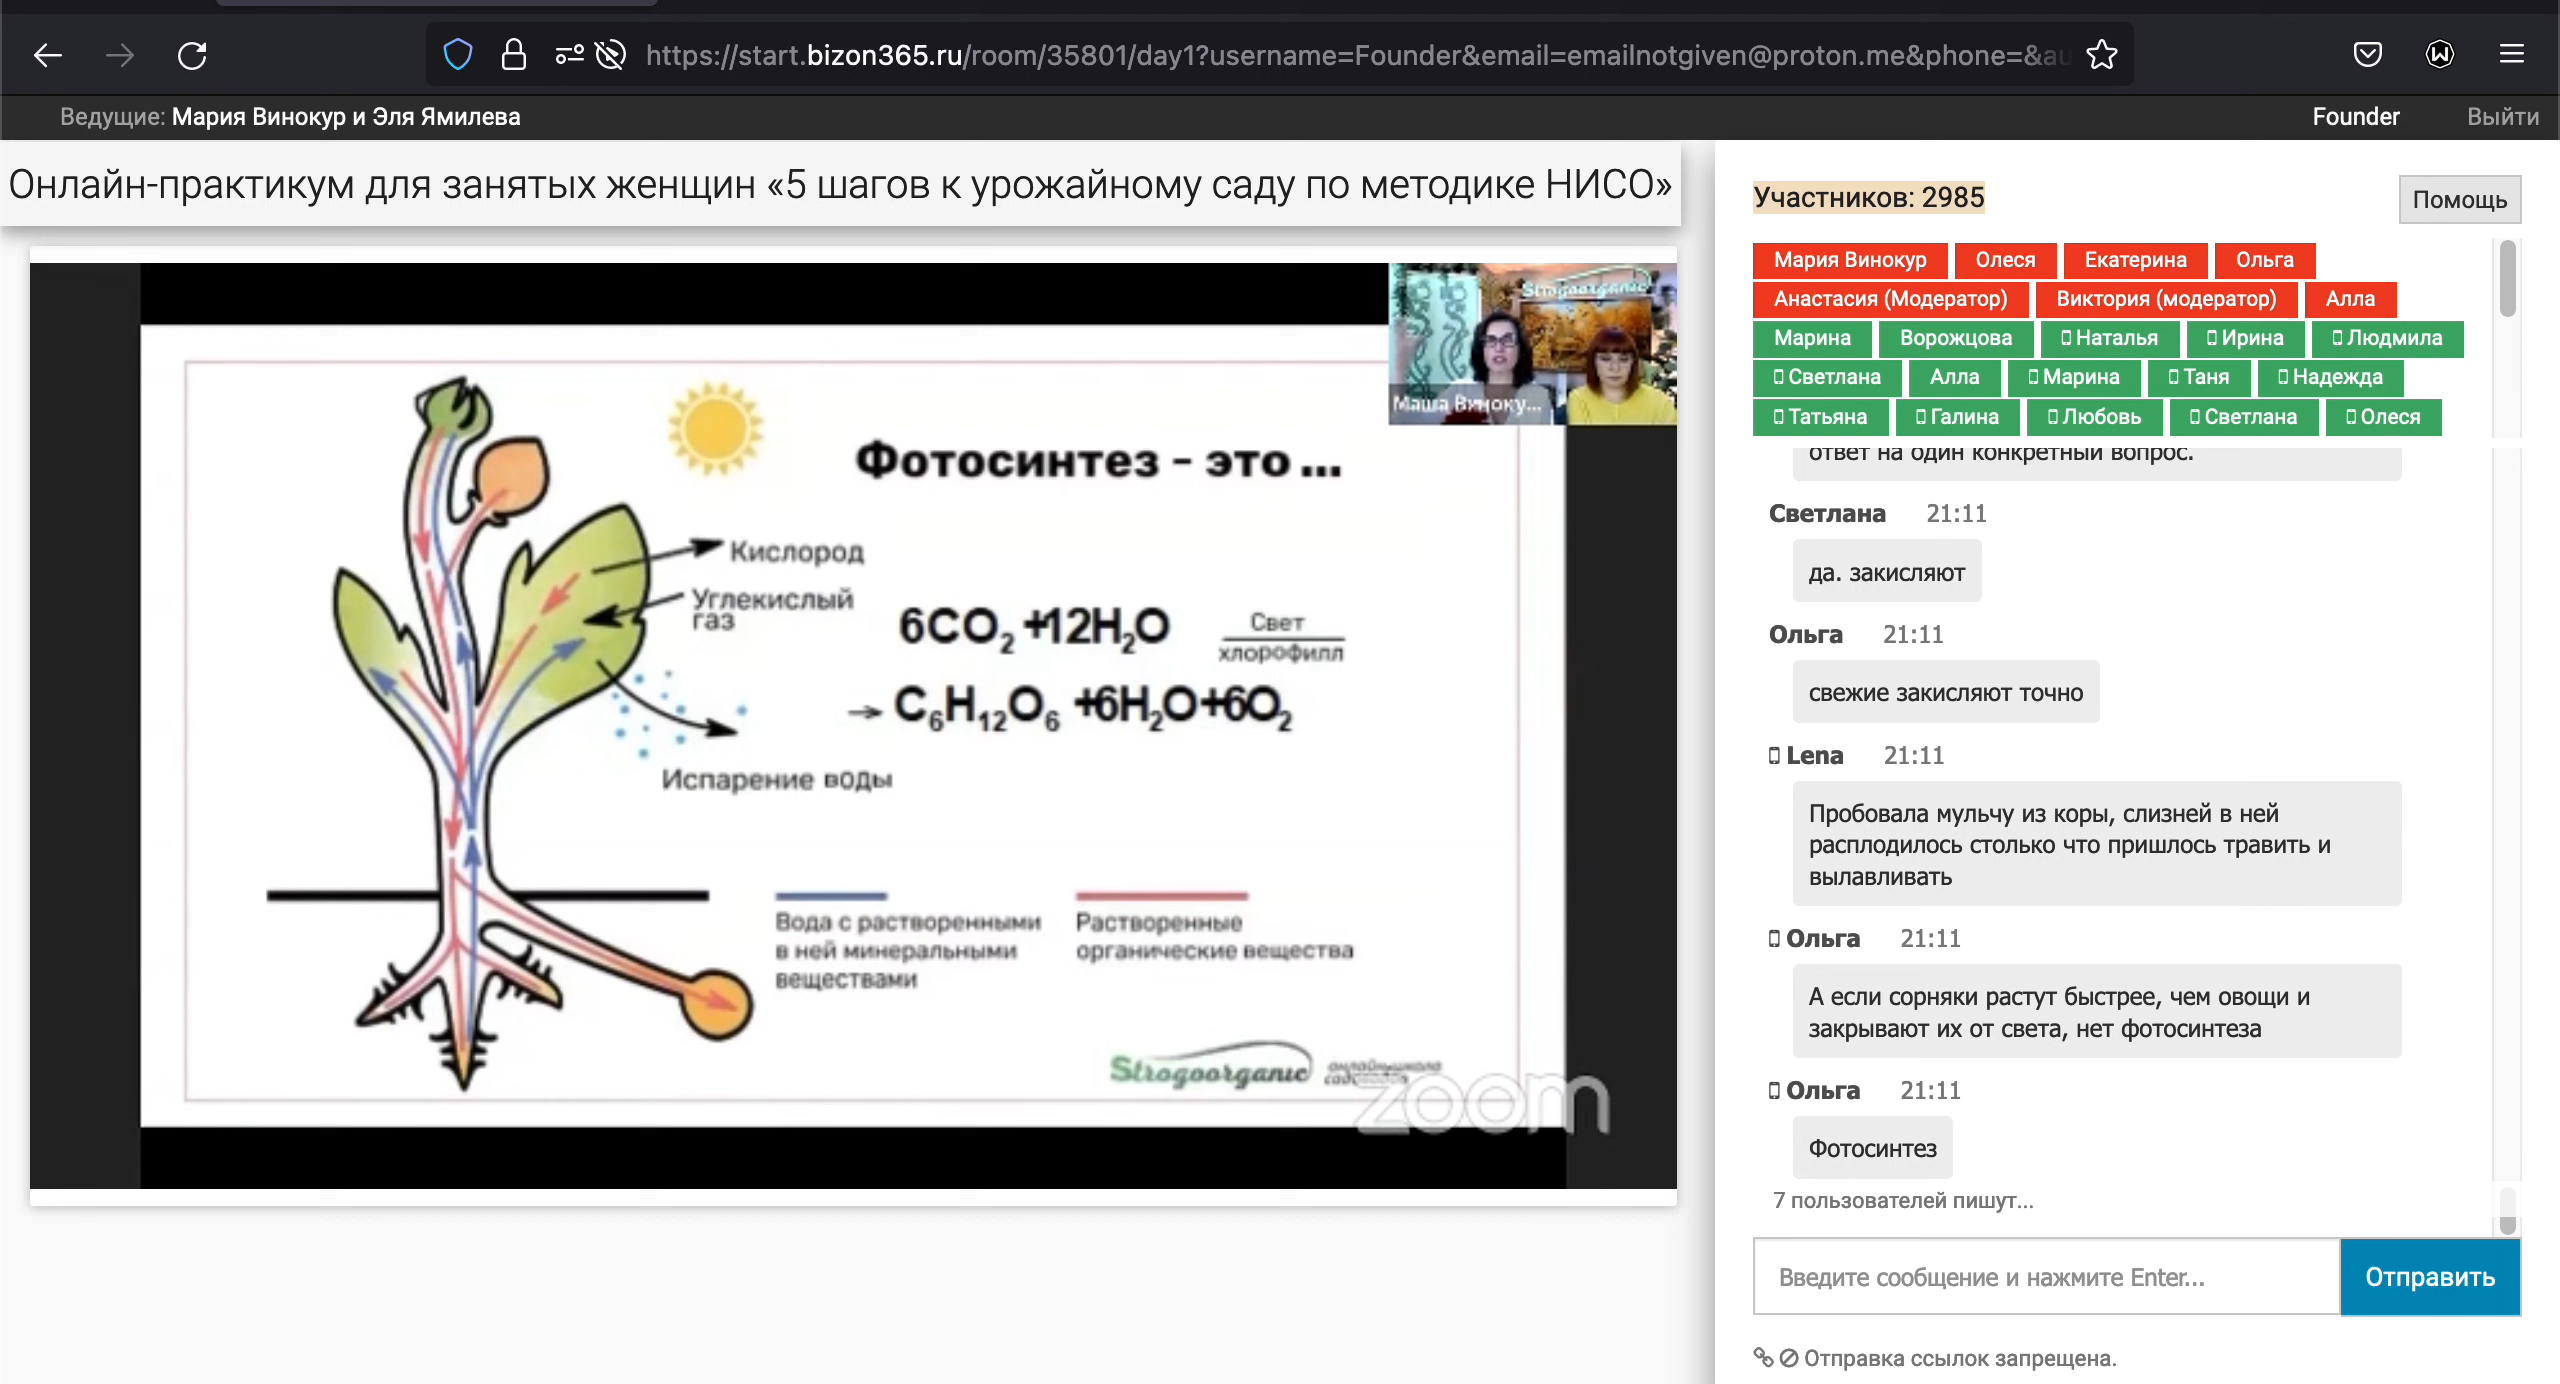 https://start.bizon365.ru/room/35801/day1?username=Founder&email=emailnotgiven@proton.me&phone=&au
Ведущие: Мария Винокур и Эля Ямилева
Founder
Выйти
Онлайн-практикум для занятых женщин «5 шагов к урожайному саду по методике НИСО»
Strogoorganic
Маша Виноку...
Фотосинтез – это ...
Кислород
Углекислый
газ
6CO₂+12H₂O
Свет
хлорофилл
→ C₆H₁₂O₆ +6H₂O+6O₂
Испарение воды
Вода с растворенными
в ней минеральными
веществами
Растворенные
органические вещества
Strogoorganic
zoom
Участников: 2985
Помощь
Мария Винокур Олеся Екатерина Ольга
Анастасия (Модератор) Виктория (модератор) Алла
Марина Ворожцова Наталья Ирина Людмила
Светлана Алла Марина Таня Надежда
Татьяна Галина Любовь Светлана Олеся
ответ на один конкретный вопрос.
Светлана 21:11
да. закисляют
Ольга 21:11
свежие закисляют точно
Lena 21:11
Пробовала мульчу из коры, слизней в ней
расплодилось столько что пришлось травить и
вылавливать
Ольга 21:11
А если сорняки растут быстрее, чем овощи и
закрывают их от света, нет фотосинтеза
Ольга 21:11
Фотосинтез
7 пользователей пишут...
Введите сообщение и нажмите Enter...
Отправить
Отправка ссылок запрещена.